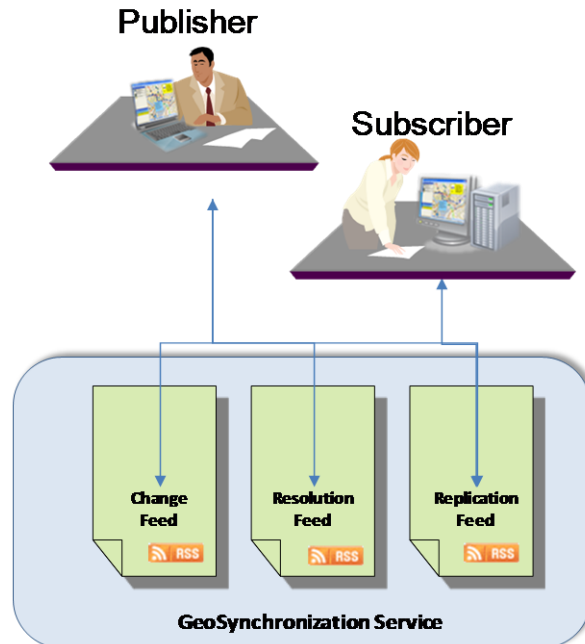 Publisher
Subscriber
Change
Feed
RSS
Resolution
Feed
RSS
Replication
Feed
RSS
GeoSynchronization Service